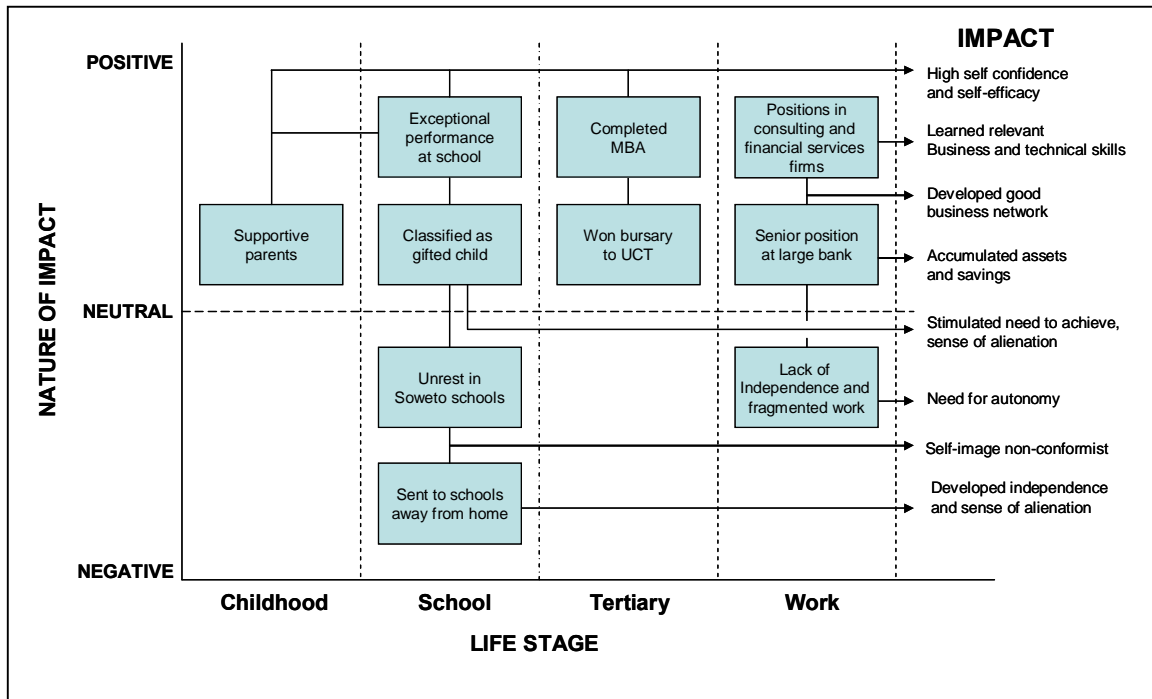 IMPACT
POSITIVE
High self confidence
and self-efficacy
Exceptional
performance
at school
Completed
MBA
Positions in
consulting and
financial services
firms
Learned relevant
Business and technical skills
Developed good
business network
Supportive
parents
Classified as
gifted child
Won bursary
to UCT
Senior position
at large bank
Accumulated assets
and savings
NATURE OF IMPACT
NEUTRAL
Stimulated need to achieve,
sense of alienation
Unrest in
Soweto schools
Lack of
Independence and
fragmented work
Need for autonomy
Self-image non-conformist
Sent to schools
away from home
Developed independence
and sense of alienation
NEGATIVE
Childhood
School
Tertiary
Work
LIFE STAGE